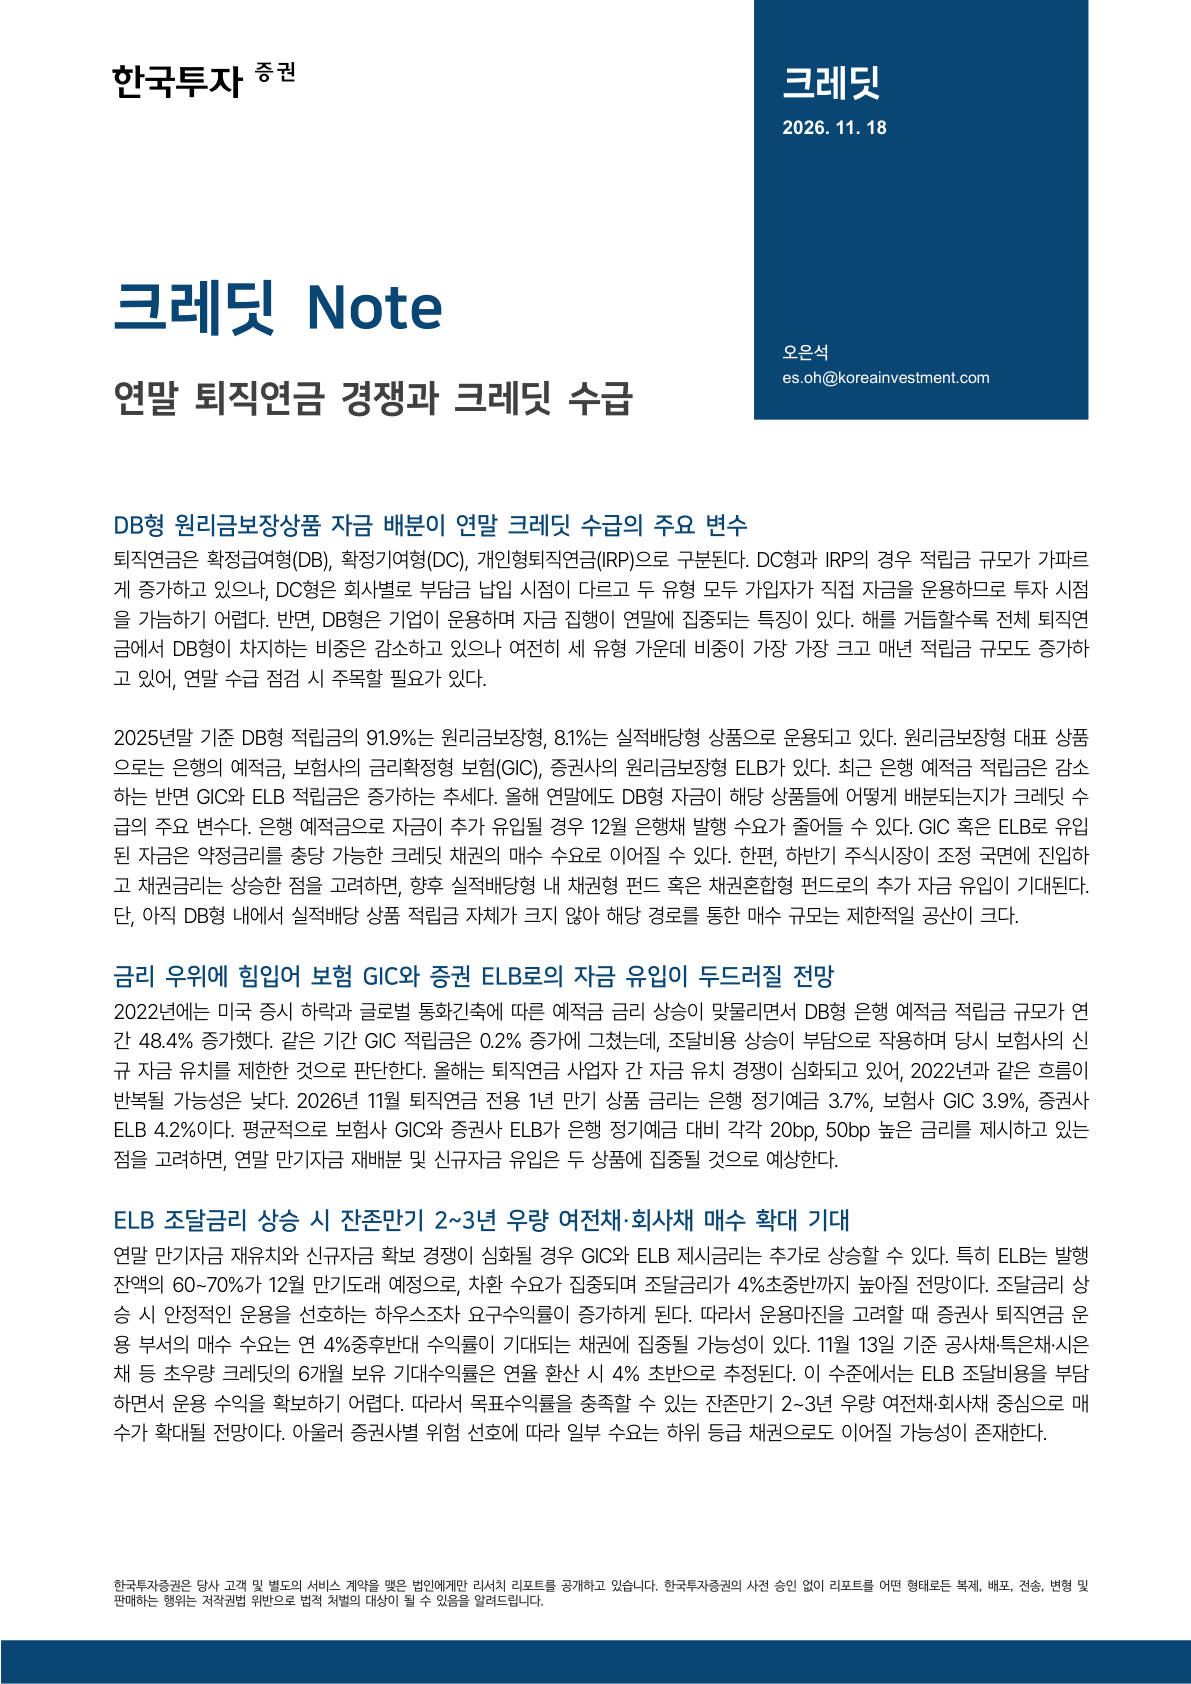 한국투자 증권
크레딧
2026. 11. 18
크레딧 Note
연말 퇴직연금 경쟁과 크레딧 수급
오은석
es.oh@koreainvestment.com
DB형 원리금보장상품 자금 배분이 연말 크레딧 수급의 주요 변수
퇴직연금은 확정급여형(DB), 확정기여형(DC), 개인형퇴직연금(IRP)으로 구분된다. DC형과 IRP의 경우 적립금 규모가 가파르
게 증가하고 있으나, DC형은 회사별로 부담금 납입 시점이 다르고 두 유형 모두 가입자가 직접 자금을 운용하므로 투자 시점
을 가늠하기 어렵다. 반면, DB형은 기업이 운용하며 자금 집행이 연말에 집중되는 특징이 있다. 해를 거듭할수록 전체 퇴직연
금에서 DB형이 차지하는 비중은 감소하고 있으나 여전히 세 유형 가운데 비중이 가장 가장 크고 매년 적립금 규모도 증가하
고 있어, 연말 수급 점검 시 주목할 필요가 있다.
2025년말 기준 DB형 적립금의 91.9%는 원리금보장형, 8.1%는 실적배당형 상품으로 운용되고 있다. 원리금보장형 대표 상품
으로는 은행의 예적금, 보험사의 금리확정형 보험(GIC), 증권사의 원리금보장형 ELB가 있다. 최근 은행 예적금 적립금은 감소
하는 반면 GIC와 ELB 적립금은 증가하는 추세다. 올해 연말에도 DB형 자금이 해당 상품들에 어떻게 배분되는지가 크레딧 수
급의 주요 변수다. 은행 예적금으로 자금이 추가 유입될 경우 12월 은행채 발행 수요가 줄어들 수 있다. GIC 혹은 ELB로 유입
된 자금은 약정금리를 충당 가능한 크레딧 채권의 매수 수요로 이어질 수 있다. 한편, 하반기 주식시장이 조정 국면에 진입하
고 채권금리는 상승한 점을 고려하면, 향후 실적배당형 내 채권형 펀드 혹은 채권혼합형 펀드로의 추가 자금 유입이 기대된다.
단, 아직 DB형 내에서 실적배당 상품 적립금 자체가 크지 않아 해당 경로를 통한 매수 규모는 제한적일 공산이 크다.
금리 우위에 힘입어 보험 GIC와 증권 ELB로의 자금 유입이 두드러질 전망
2022년에는 미국 증시 하락과 글로벌 통화긴축에 따른 예적금 금리 상승이 맞물리면서 DB형 은행 예적금 적립금 규모가 연
간 48.4% 증가했다. 같은 기간 GIC 적립금은 0.2% 증가에 그쳤는데, 조달비용 상승이 부담으로 작용하며 당시 보험사의 신
규 자금 유치를 제한한 것으로 판단한다. 올해는 퇴직연금 사업자 간 자금 유치 경쟁이 심화되고 있어, 2022년과 같은 흐름이
반복될 가능성은 낮다. 2026년 11월 퇴직연금 전용 1년 만기 상품 금리는 은행 정기예금 3.7%, 보험사 GIC 3.9%, 증권사
ELB 4.2%이다. 평균적으로 보험사 GIC와 증권사 ELB가 은행 정기예금 대비 각각 20bp, 50bp 높은 금리를 제시하고 있는
점을 고려하면, 연말 만기자금 재배분 및 신규자금 유입은 두 상품에 집중될 것으로 예상한다.
ELB 조달금리 상승 시 잔존만기 2~3년 우량 여전채·회사채 매수 확대 기대
연말 만기자금 재유치와 신규자금 확보 경쟁이 심화될 경우 GIC와 ELB 제시금리는 추가로 상승할 수 있다. 특히 ELB는 발행
잔액의 60~70%가 12월 만기도래 예정으로, 차환 수요가 집중되며 조달금리가 4%초중반까지 높아질 전망이다. 조달금리 상
승 시 안정적인 운용을 선호하는 하우스조차 요구수익률이 증가하게 된다. 따라서 운용마진을 고려할 때 증권사 퇴직연금 운
용 부서의 매수 수요는 연 4%중후반대 수익률이 기대되는 채권에 집중될 가능성이 있다. 11월 13일 기준 공사채·특은채·시은
채 등 초우량 크레딧의 6개월 보유 기대수익률은 연율 환산 시 4% 초반으로 추정된다. 이 수준에서는 ELB 조달비용을 부담
하면서 운용 수익을 확보하기 어렵다. 따라서 목표수익률을 충족할 수 있는 잔존만기 2~3년 우량 여전채·회사채 중심으로 매
수가 확대될 전망이다. 아울러 증권사별 위험 선호에 따라 일부 수요는 하위 등급 채권으로도 이어질 가능성이 존재한다.
한국투자증권은 당사 고객 및 별도의 서비스 계약을 맺은 법인에게만 리서치 리포트를 공개하고 있습니다. 한국투자증권의 사전 승인 없이 리포트를 어떤 형태로든 복제, 배포, 전송, 변형 및
판매하는 행위는 저작권법 위반으로 법적 처벌의 대상이 될 수 있음을 알려드립니다.